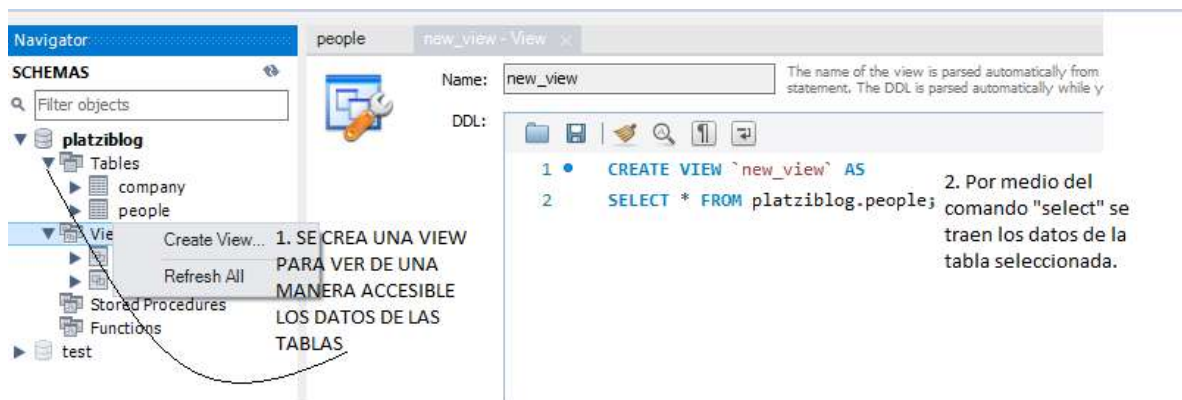 Navigator
SCHEMAS
Filter objects
platziblog
Tables
company
people
Create View...
Refresh All
Stored Procedures
Functions
test
people
new_view - View
Name:
new_view
The name of the view is parsed automatically from
statement. The DDL is parsed automatically while y
DDL:
1 CREATE VIEW `new_view` AS
2 SELECT * FROM platziblog.people;
1. SE CREA UNA VIEW
PARA VER DE UNA
MANERA ACCESIBLE
LOS DATOS DE LAS
TABLAS
2. Por medio del
comando "select" se
traen los datos de la
tabla seleccionada.